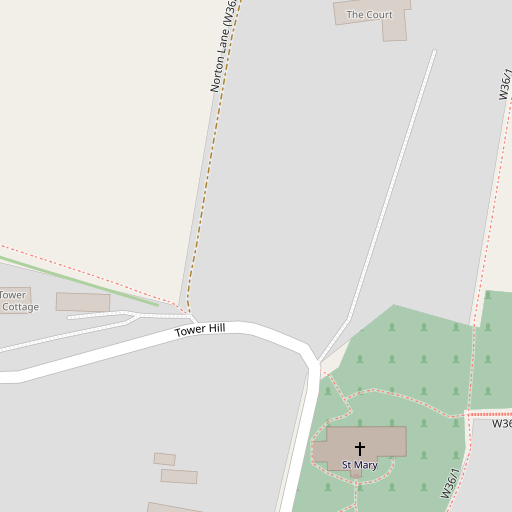 The Court
Norton Lane (W36/
W36/1
Tower
Cottage
Tower Hill
W36
St Mary
W36/1